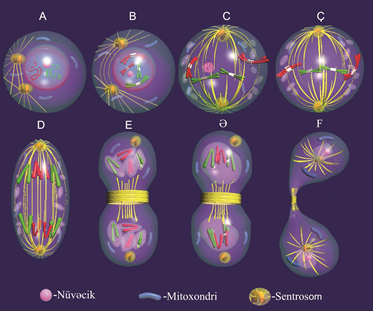 A B C Ç
D E Ə F
-Nüvəcik -Mitoxondri -Sentrosom